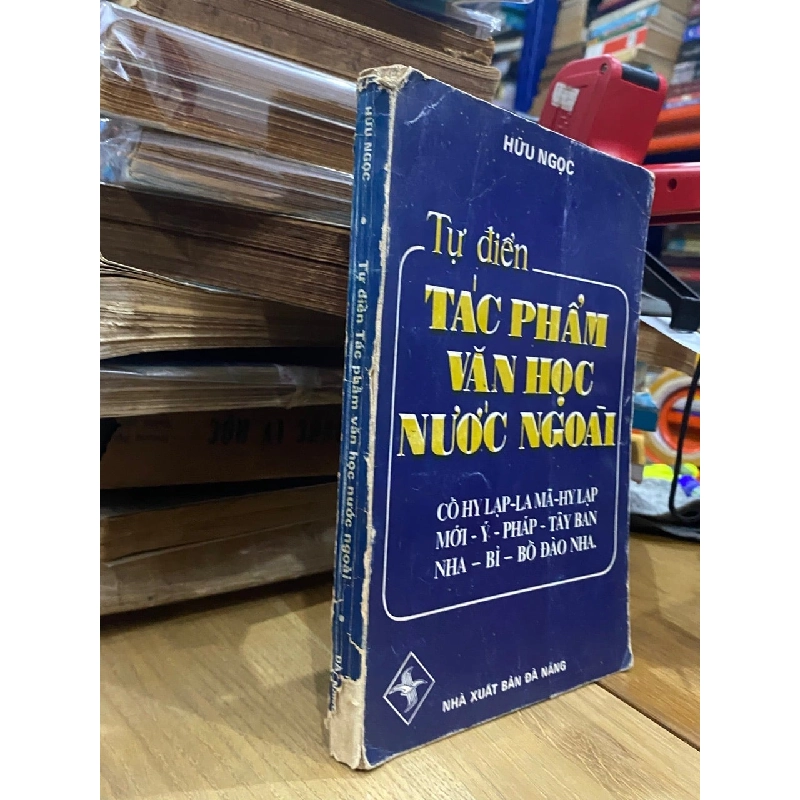 HỮU NGỌC
Tự điển
TÁC PHẨM
VĂN HỌC
NƯỚC NGOÀI
CỔ HY LẠP-LA MÃ-HY LẠP
MỚI - Ý - PHÁP - TÂY BAN
NHA – BỈ – BỒ ĐÀO NHA.
NHÀ XUẤT BẢN ĐÀ NẴNG
HỮU NGỌC • Tự điển Tác phẩm văn học nước ngoài •